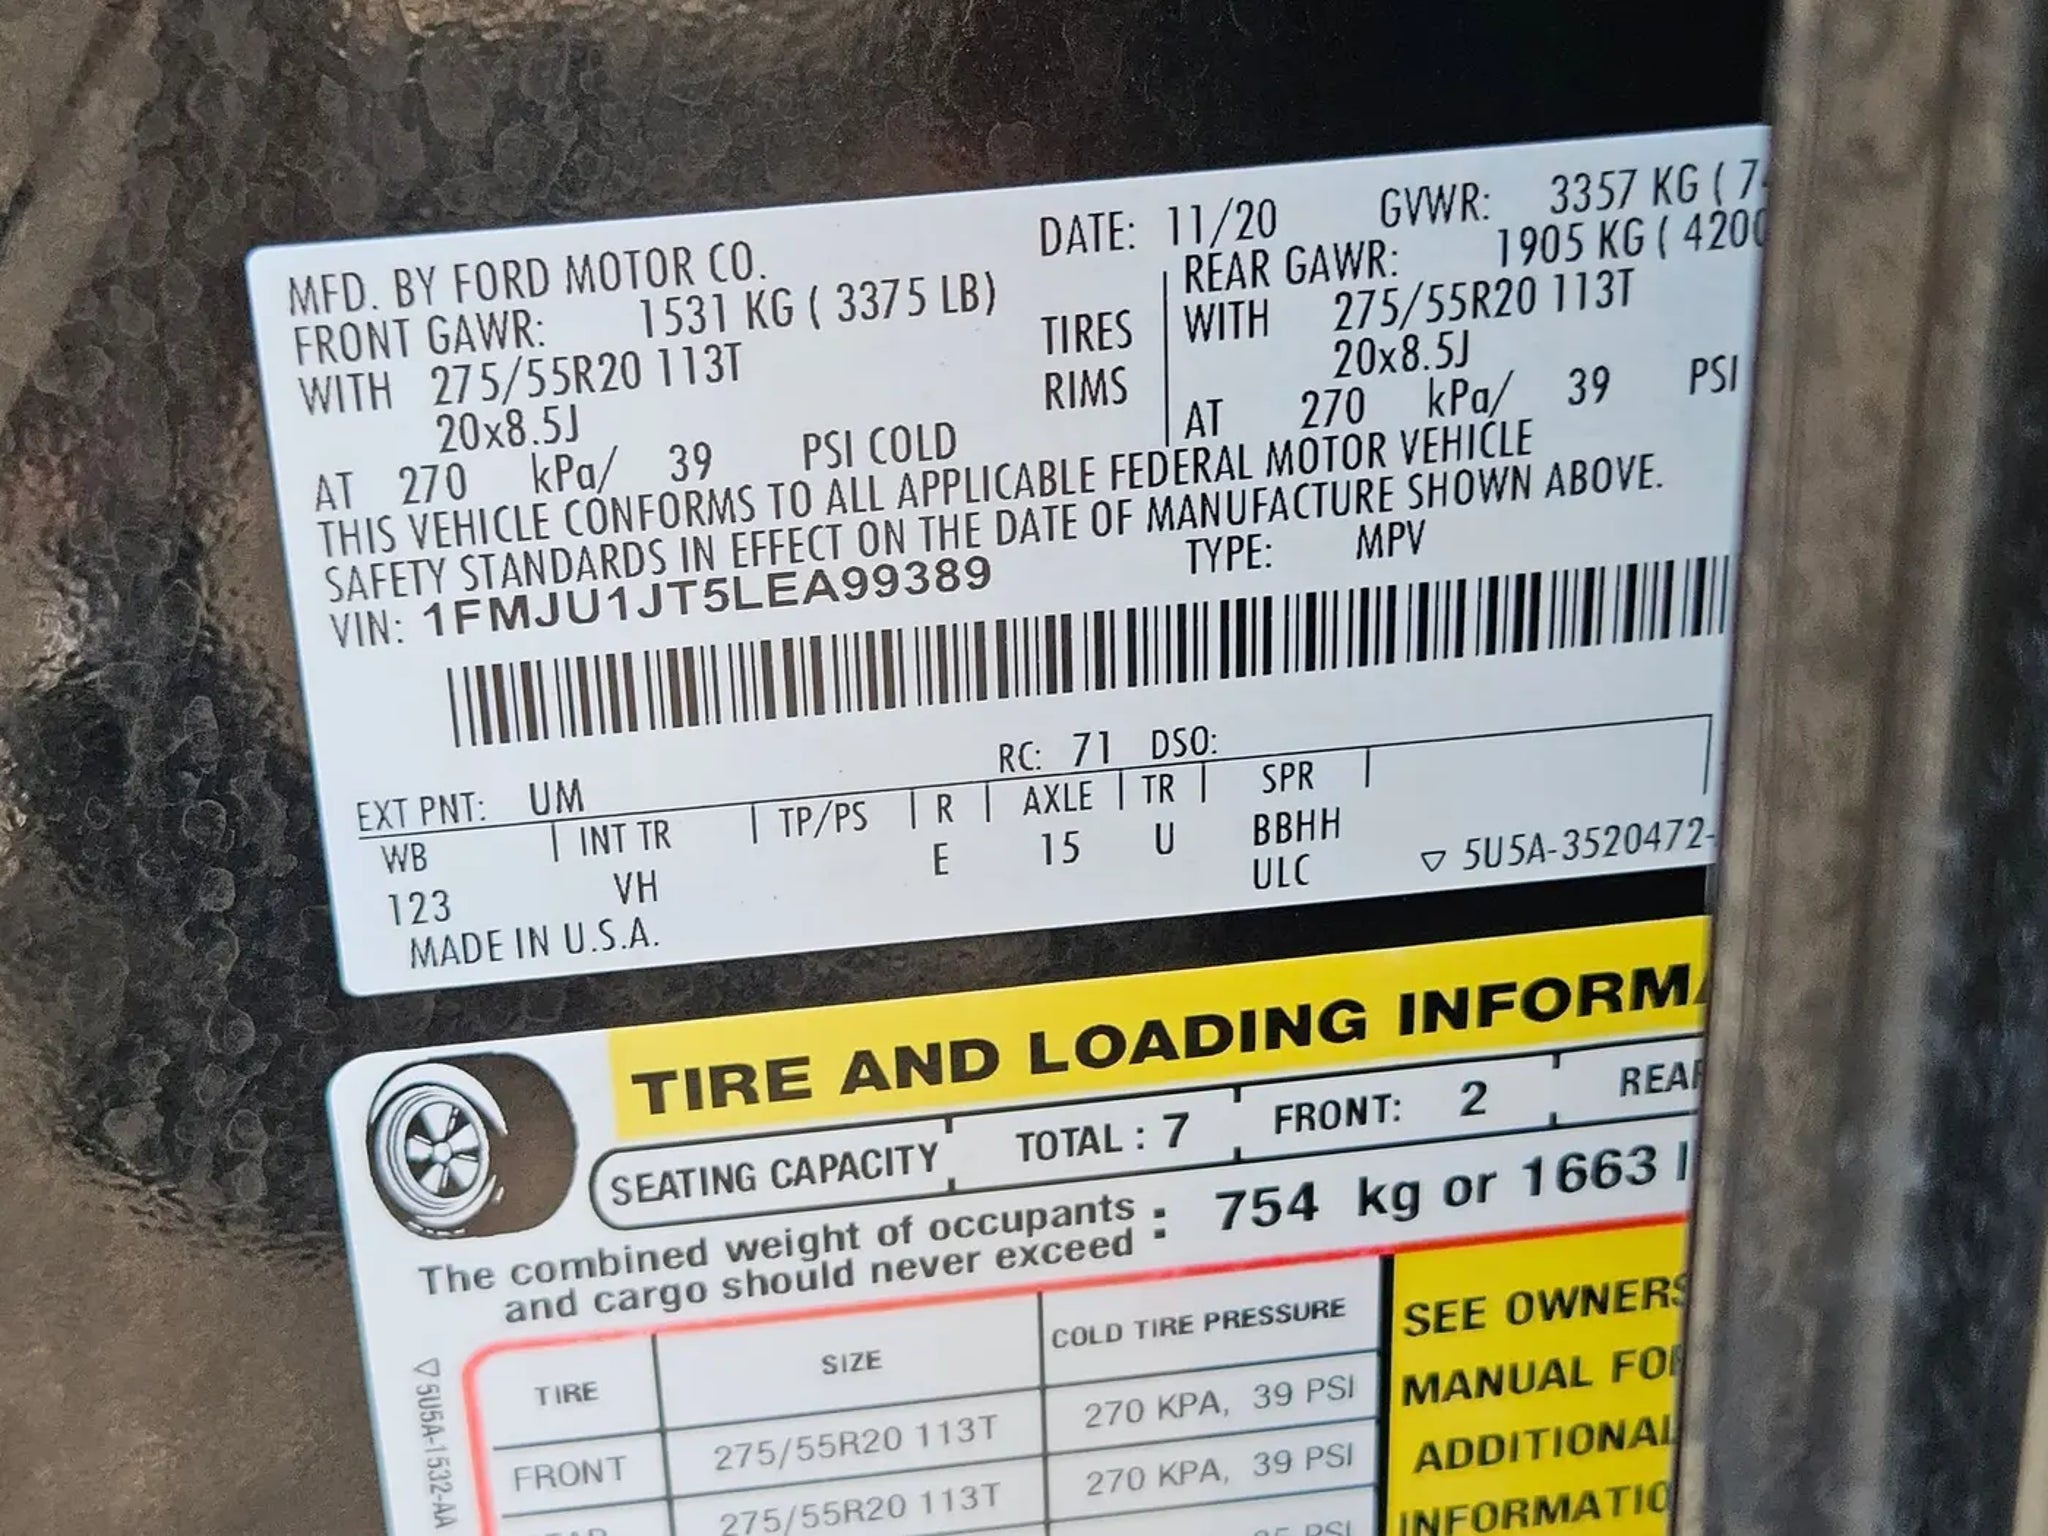 MFD. BY FORD MOTOR CO. DATE: 11/20 GVWR: 3357 KG ( 7
FRONT GAWR: 1531 KG ( 3375 LB) REAR GAWR: 1905 KG ( 4200
WITH 275/55R20 113T TIRES WITH 275/55R20 113T
20x8.5J RIMS 20x8.5J
AT 270 kPa/ 39 PSI COLD AT 270 kPa/ 39 PSI
THIS VEHICLE CONFORMS TO ALL APPLICABLE FEDERAL MOTOR VEHICLE
SAFETY STANDARDS IN EFFECT ON THE DATE OF MANUFACTURE SHOWN ABOVE.
VIN: 1FMJU1JT5LEA99389 TYPE: MPV
EXT PNT: UM RC: 71 DSO:
WB INT TR TP/PS R AXLE TR SPR
123 VH E 15 U BBHH
ULC ▽ 5U5A-3520472-
MADE IN U.S.A.
TIRE AND LOADING INFORMA
SEATING CAPACITY TOTAL : 7 FRONT: 2 REAR
The combined weight of occupants
and cargo should never exceed : 754 kg or 1663 l
TIRE SIZE COLD TIRE PRESSURE
FRONT 275/55R20 113T 270 KPA, 39 PSI
275/55R20 113T 270 KPA, 39 PSI
PSI
SEE OWNERS
MANUAL FOR
ADDITIONAL
INFORMATIO
▽ 5U5A-1532-AA